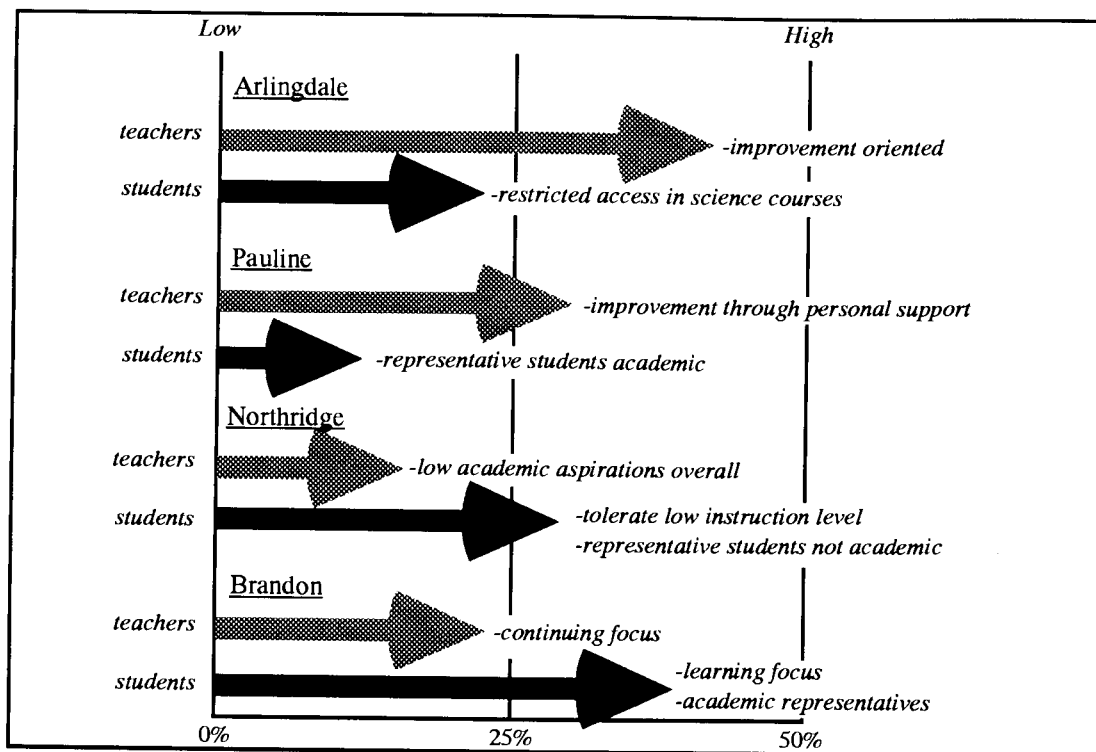 Low High
Arlingdale
teachers -improvement oriented
students -restricted access in science courses
Pauline
teachers -improvement through personal support
students -representative students academic
Northridge
teachers -low academic aspirations overall
students -tolerate low instruction level
-representative students not academic
Brandon
teachers -continuing focus
students -learning focus
-academic representatives
0% 25% 50%